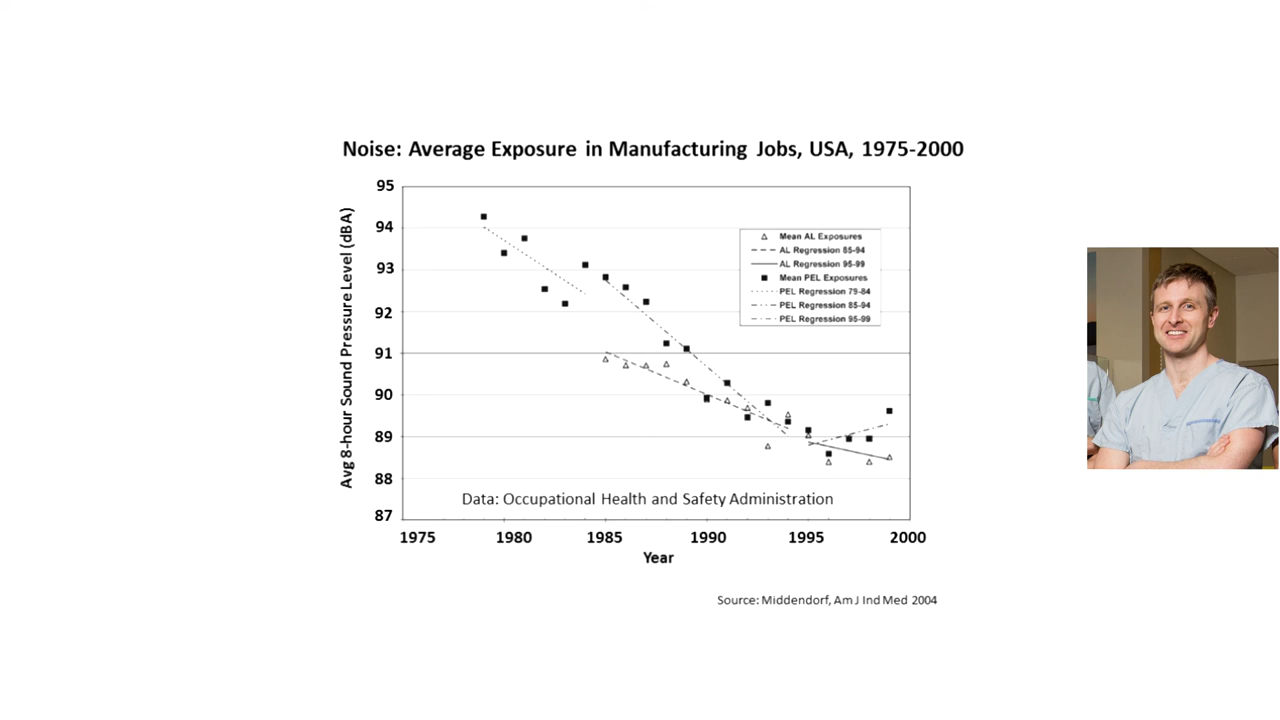 Noise: Average Exposure in Manufacturing Jobs, USA, 1975-2000
Avg 8-hour Sound Pressure Level (dBA)
95
94
93
92
91
90
89
88
87
Mean AL Exposures
AL Regression 85-94
AL Regression 95-99
Mean PEL Exposures
PEL Regression 79-84
PEL Regression 85-94
PEL Regression 95-99
Data: Occupational Health and Safety Administration
1975 1980 1985 1990 1995 2000
Year
Source: Middendorf, Am J Ind Med 2004